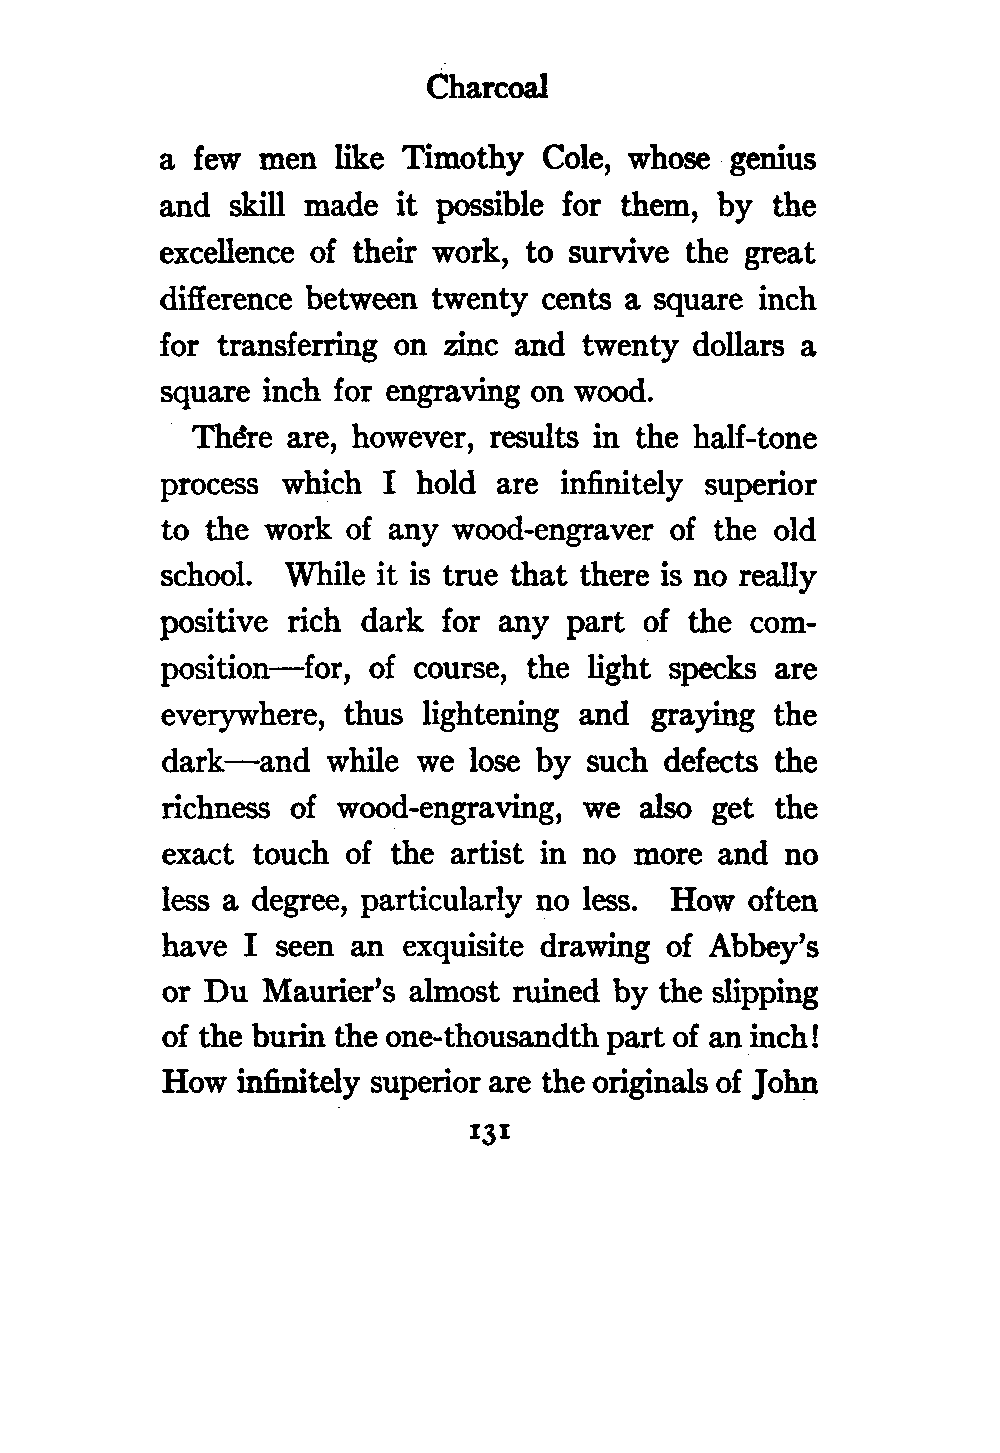 Charcoal
a few men like Timothy Cole, whose genius
and skill made it possible for them, by the
excellence of their work, to survive the great
difference between twenty cents a square inch
for transferring on zinc and twenty dollars a
square inch for engraving on wood.
There are, however, results in the half-tone
process which I hold are infinitely superior
to the work of any wood-engraver of the old
school. While it is true that there is no really
positive rich dark for any part of the com-
position—for, of course, the light specks are
everywhere, thus lightening and graying the
dark—and while we lose by such defects the
richness of wood-engraving, we also get the
exact touch of the artist in no more and no
less a degree, particularly no less. How often
have I seen an exquisite drawing of Abbey's
or Du Maurier's almost ruined by the slipping
of the burin the one-thousandth part of an inch!
How infinitely superior are the originals of John
131